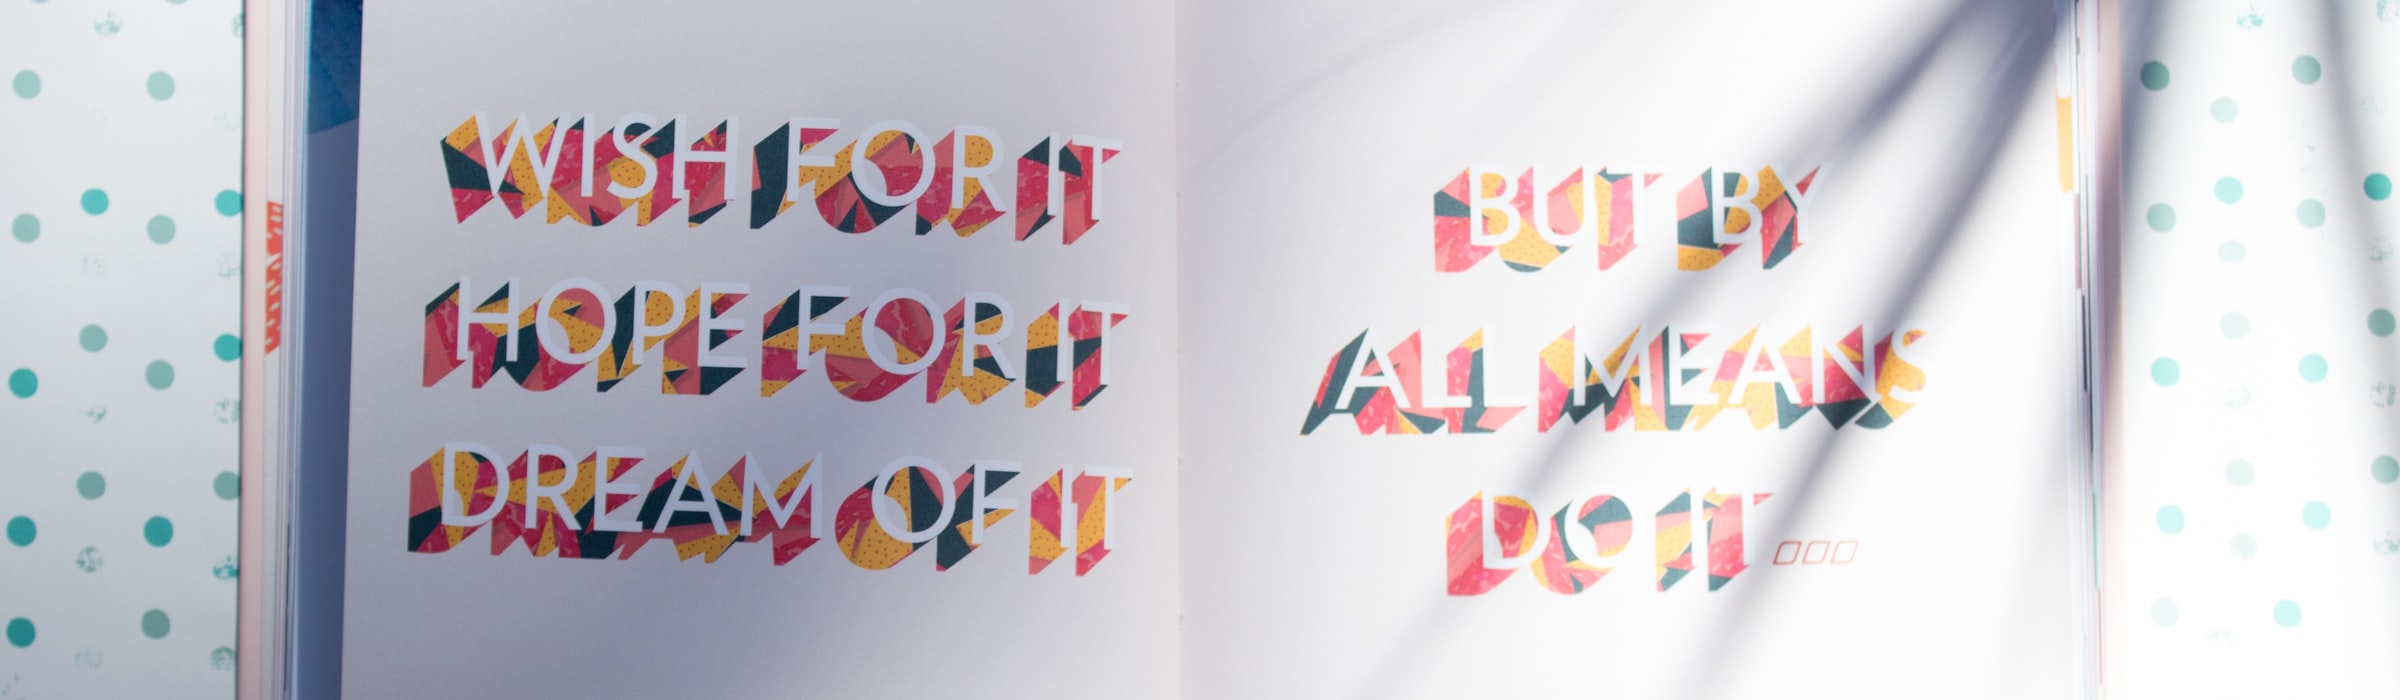 WISH FOR IT
HOPE FOR IT
DREAM OF IT
BUT BY
ALL MEANS
DO IT...